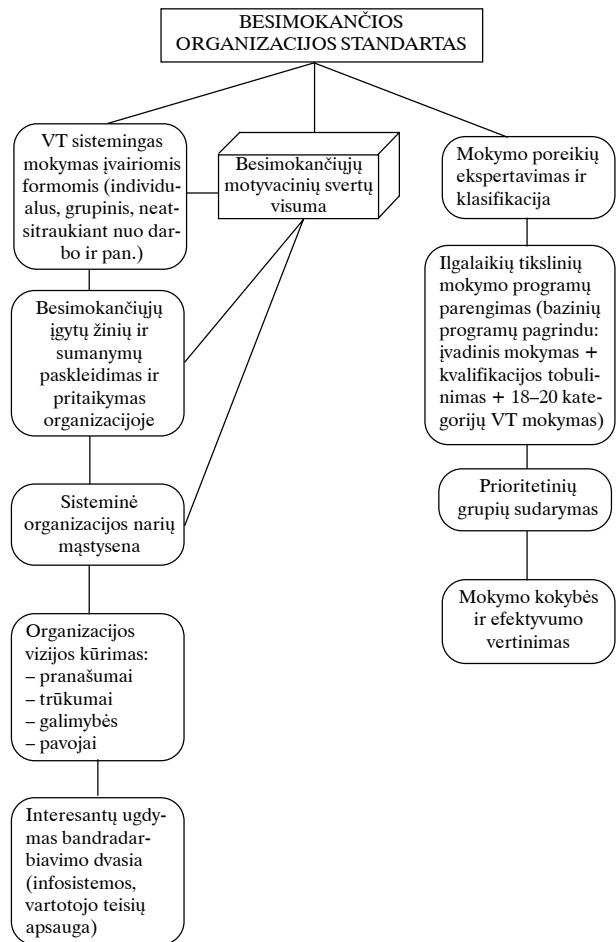 BESIMOKANČIOS
ORGANIZACIJOS STANDARTAS
VT sistemingas
mokymas įvairiomis
formomis (individu-
alus, grupinis, neat-
sitraukiant nuo dar-
bo ir pan.)
Besimokančiųjų
motyvacinių svertų
visuma
Mokymo poreikių
ekspertavimas ir
klasifikacija
Besimokančiųjų
įgytų žinių ir
sumanymų
paskleidimas ir
pritaikymas
organizacijoje
Ilgalaikių tikslinių
mokymo programų
parengimas (bazinių
programų pagrindu:
įvadinis mokymas +
kvalifikacijos tobuli-
nimas + 18–20 kate-
gorijų VT mokymas)
Sisteminė
organizacijos narių
mąstysena
Prioritetinių
grupių sudarymas
Organizacijos
vizijos kūrimas:
– pranašumai
– trūkumai
– galimybės
– pavojai
Mokymo kokybės
ir efektyvumo
vertinimas
Interesantų ugdy-
mas bandradar-
biavimo dvasia
(infosistemos,
vartotojo teisių
apsauga)